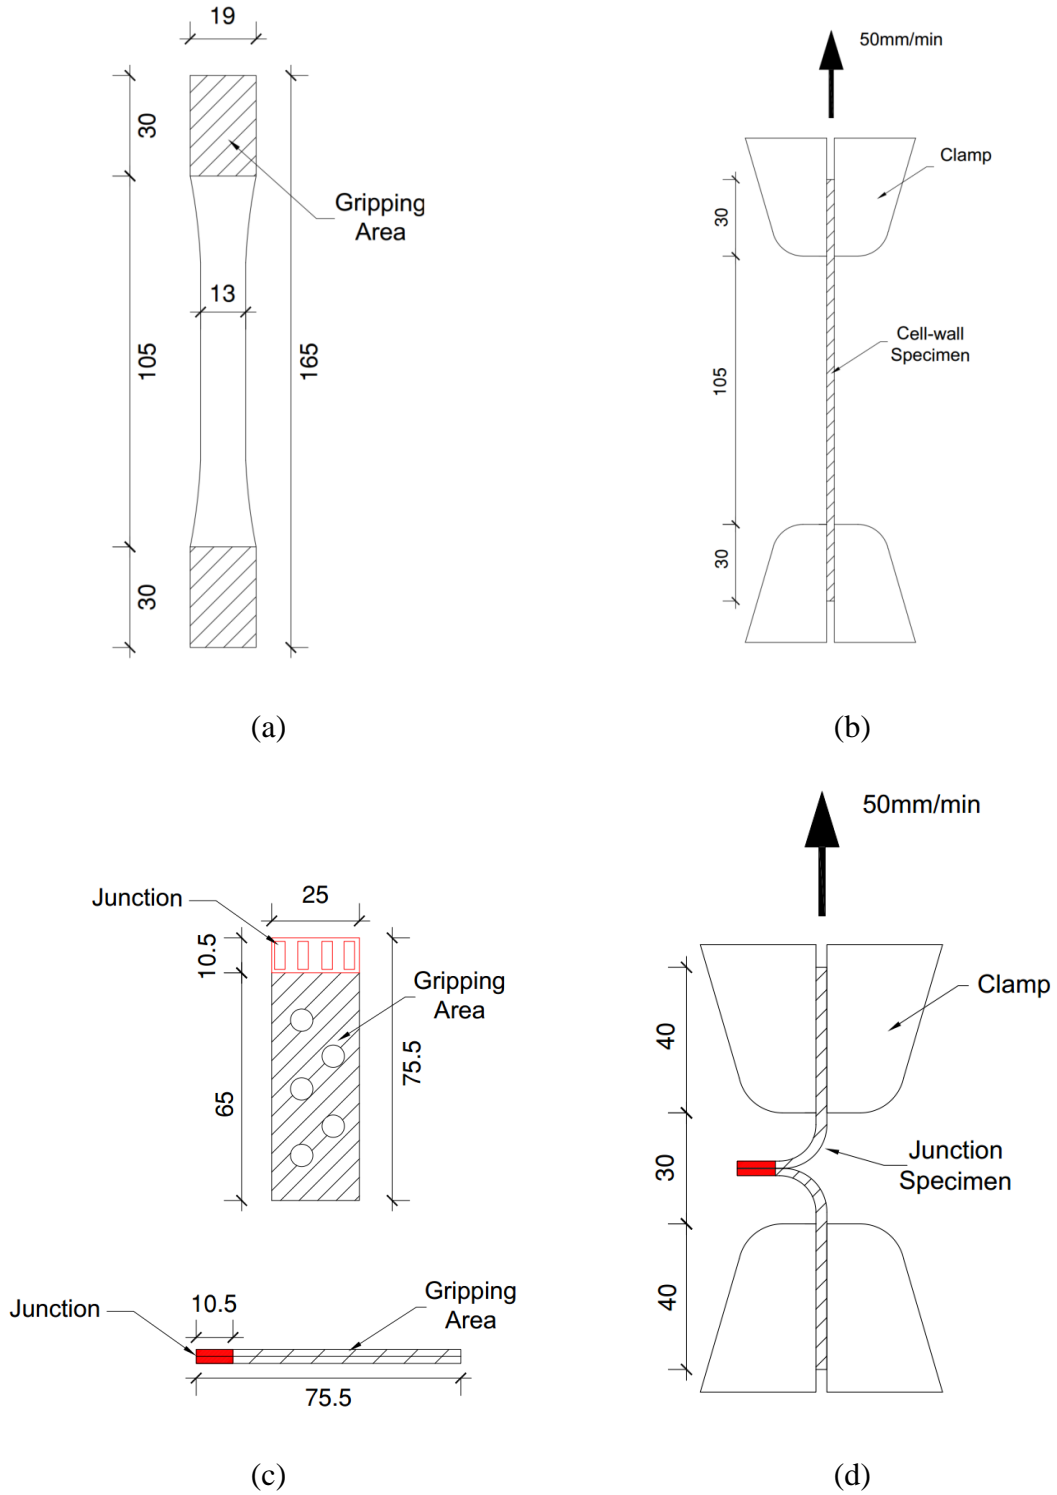 19
30
Gripping
Area
13
105
165
30
(a)
50mm/min
Clamp
30
Cell-wall
Specimen
105
30
(b)
Junction
25
10.5
Gripping
Area
75.5
65
Junction
10.5
Gripping
Area
75.5
(c)
50mm/min
Clamp
40
30
Junction
Specimen
40
(d)